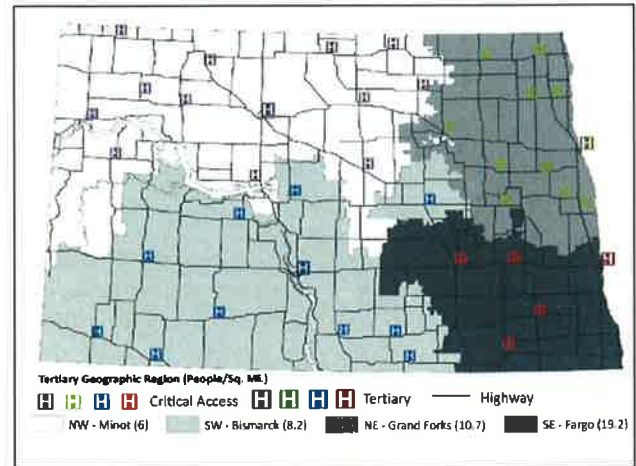 Tertiary Geographic Region (People/Sq. Mi.)
H H H H Critical Access H H H H Tertiary Highway
NW - Minot (6) SW - Bismarck (8.2) NE - Grand Forks (10.7) SE - Fargo (19.2)